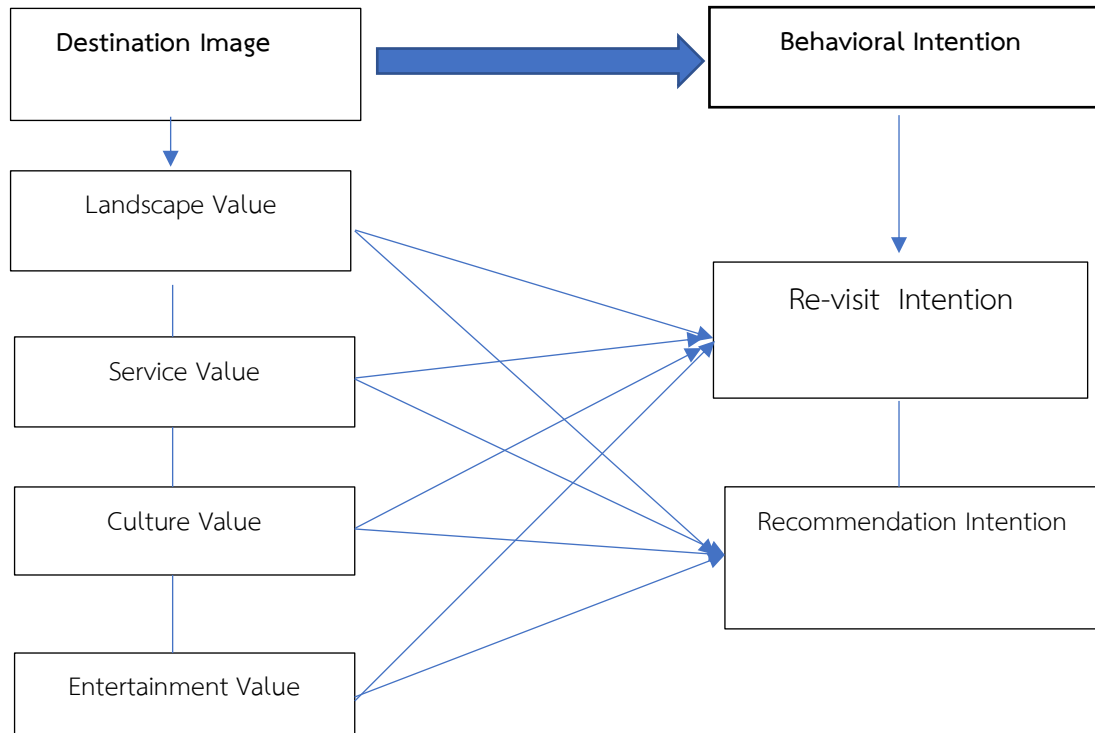 Destination Image
Behavioral Intention
Landscape Value
Re-visit Intention
Service Value
Culture Value
Recommendation Intention
Entertainment Value